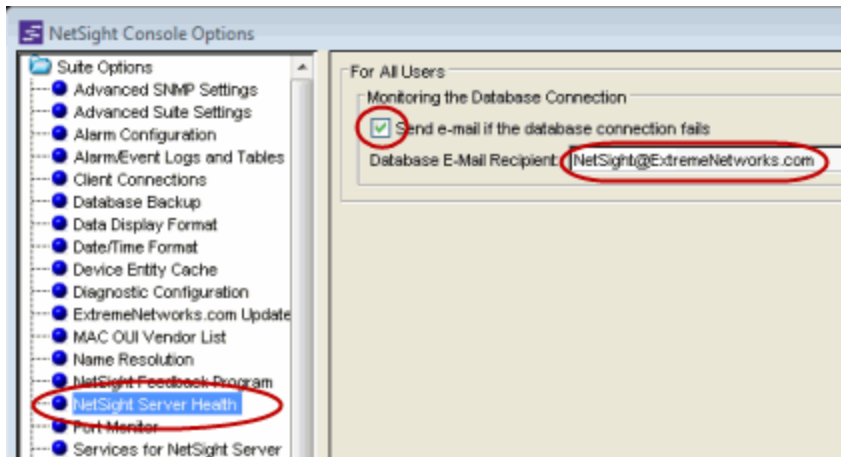 NetSight Console Options
Suite Options
Advanced SNMP Settings
Advanced Suite Settings
Alarm Configuration
Alarm/Event Logs and Tables
Client Connections
Database Backup
Data Display Format
Date/Time Format
Device Entity Cache
Diagnostic Configuration
ExtremeNetworks.com Update
MAC OUI Vendor List
Name Resolution
NetSight Feedback Program
NetSight Server Health
Port Monitor
Services for NetSight Server
For All Users
Monitoring the Database Connection
Send e-mail if the database connection fails
Database E-Mail Recipient: NetSight@ExtremeNetworks.com